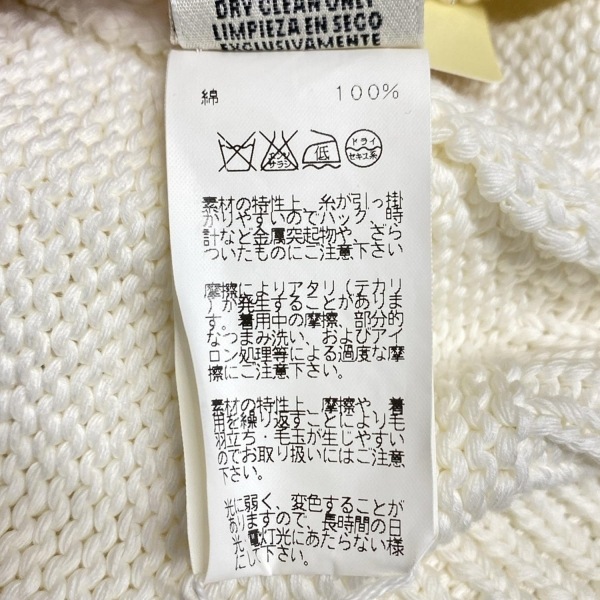 DRY CLEAN ONLY
LIMPIEZA EN SECO
EXCLUSIVAMENTE
綿 100%
エンソ サラシ 低 ドライ セキユ系
素材の特性上、糸が引っ掛
かりやすいのでバック、時
計など金属突起物や、ざら
ついたものにご注意下さい
摩擦によりアタリ(テカリ
)が発生することがありま
す。着用中の摩擦、部分的
なつまみ洗い、およびアイ
ロン処理等による過度な摩
擦にご注意下さい。
素材の特性上、摩擦や、着
用を繰り返すことにより毛
羽立ち・毛玉が生じやすい
のでお取り扱いにはご注意
下さい。
光に弱く、変色することが
ありますので、長時間の日
光・電灯光にあたらない様
にして下さい。